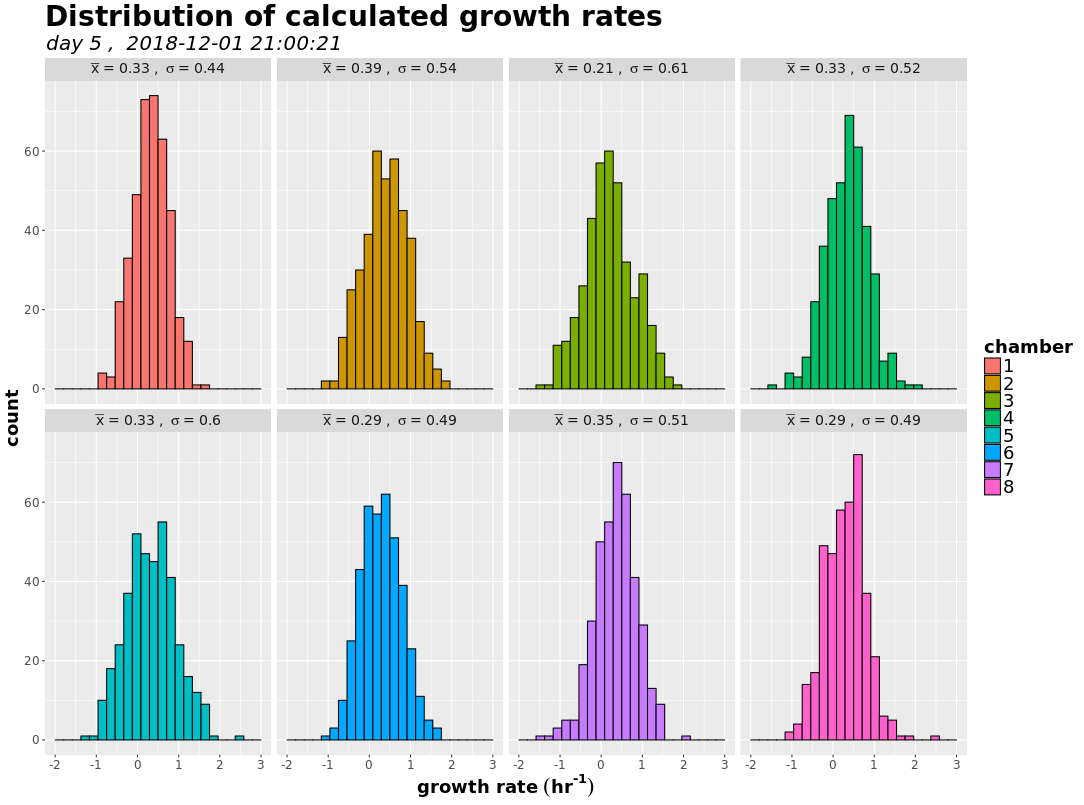 Distribution of calculated growth rates
day 5 ,  2018-12-01 21:00:21
x̅ = 0.33 ,  σ = 0.44
x̅ = 0.39 ,  σ = 0.54
x̅ = 0.21 ,  σ = 0.61
x̅ = 0.33 ,  σ = 0.52
60
40
20
0
count
x̅ = 0.33 ,  σ = 0.6
x̅ = 0.29 ,  σ = 0.49
x̅ = 0.35 ,  σ = 0.51
x̅ = 0.29 ,  σ = 0.49
60
40
20
0
-2 -1 0 1 2 3 -2 -1 0 1 2 3 -2 -1 0 1 2 3 -2 -1 0 1 2 3
growth rate (hr⁻¹)
chamber
1
2
3
4
5
6
7
8